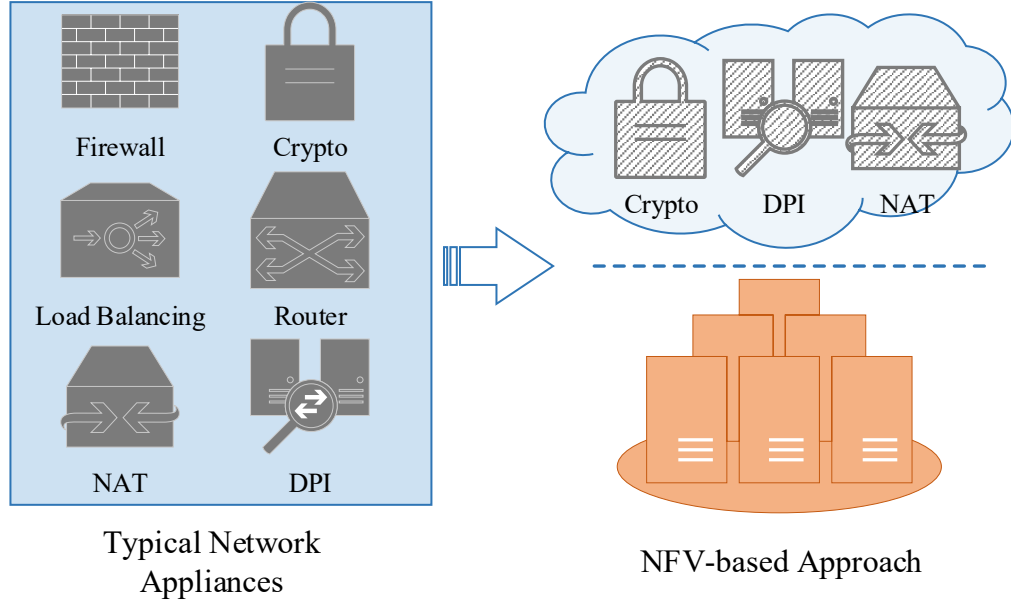 Firewall
Crypto
Load Balancing
Router
NAT
DPI
Typical Network
Appliances
Crypto
DPI
NAT
NFV-based Approach